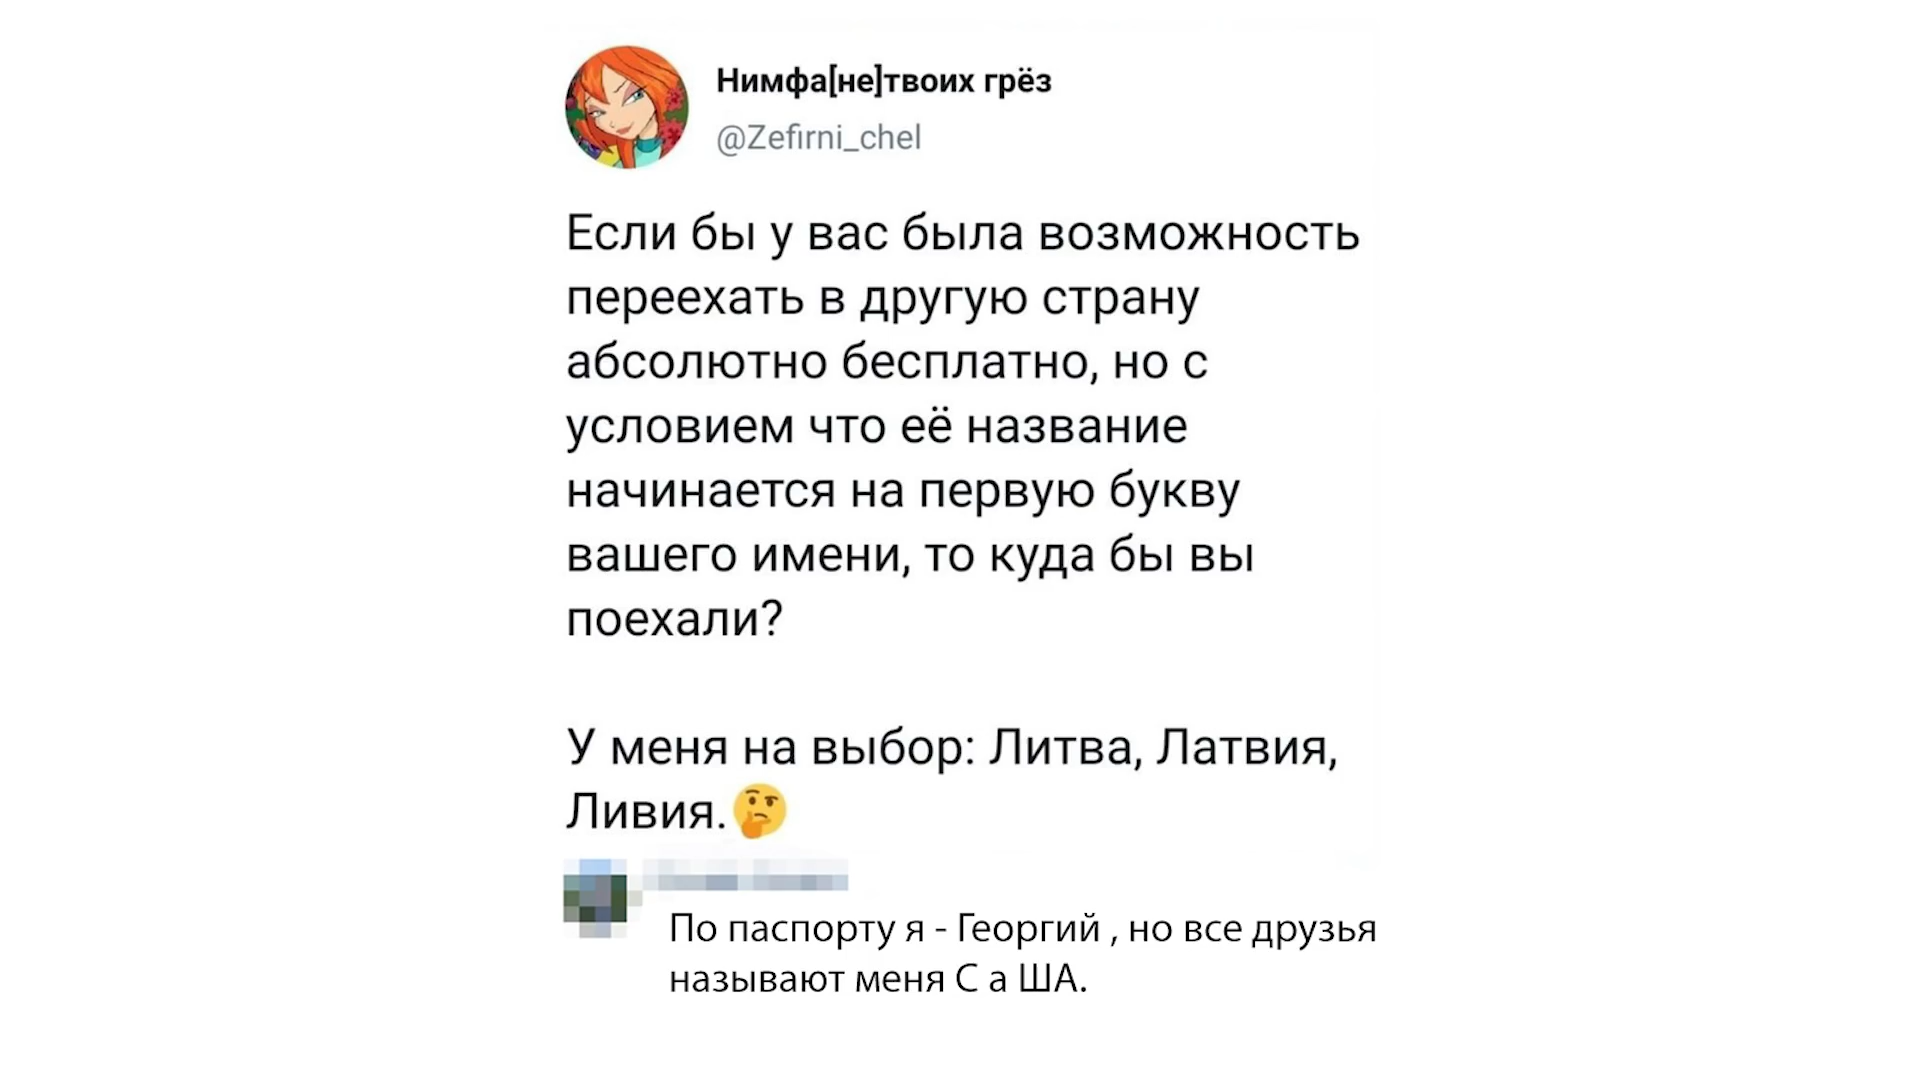 Нимфа[не]твоих грёз
@Zefirni_chel
Если бы у вас была возможность
переехать в другую страну
абсолютно бесплатно, но с
условием что её название
начинается на первую букву
вашего имени, то куда бы вы
поехали?
У меня на выбор: Литва, Латвия,
Ливия.🤔
По паспорту я - Георгий , но все друзья
называют меня С а ША.